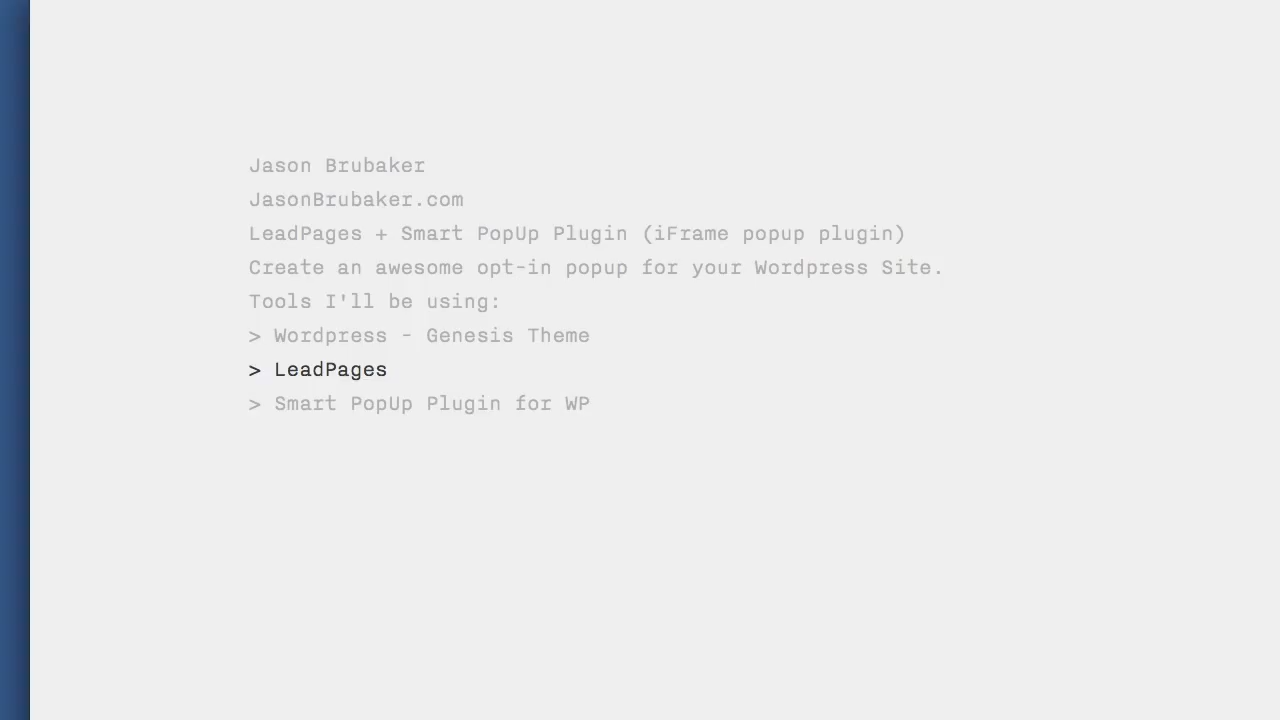 Jason Brubaker
JasonBrubaker.com
LeadPages + Smart PopUp Plugin (iFrame popup plugin)
Create an awesome opt-in popup for your Wordpress Site.
Tools I'll be using:
> Wordpress - Genesis Theme
> LeadPages
> Smart PopUp Plugin for WP